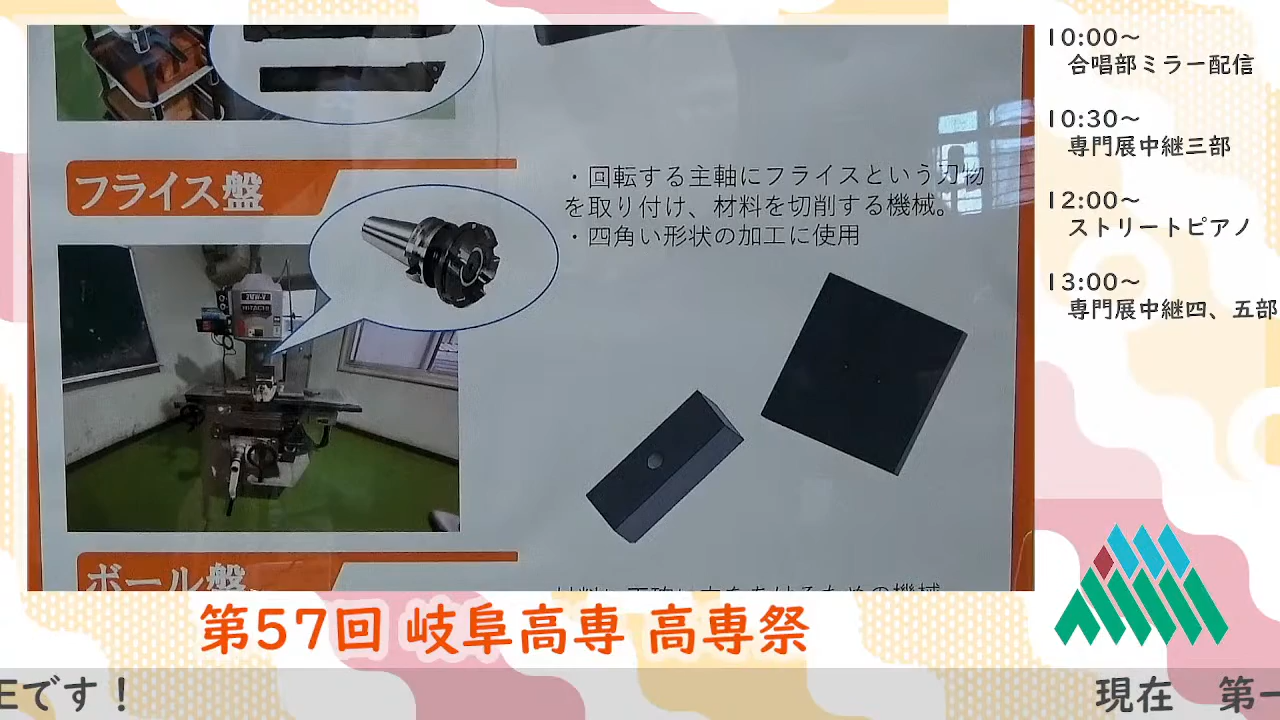 フライス盤
・回転する主軸にフライスという刃物
を取り付け、材料を切削する機械。
・四角い形状の加工に使用
HITACHI
ボール盤
10:00～
合唱部ミラー配信
10:30～
専門展中継三部
12:00～
ストリートピアノ
13:00～
専門展中継四、五部
第57回 岐阜高専 高専祭
Eです！
現在 第一